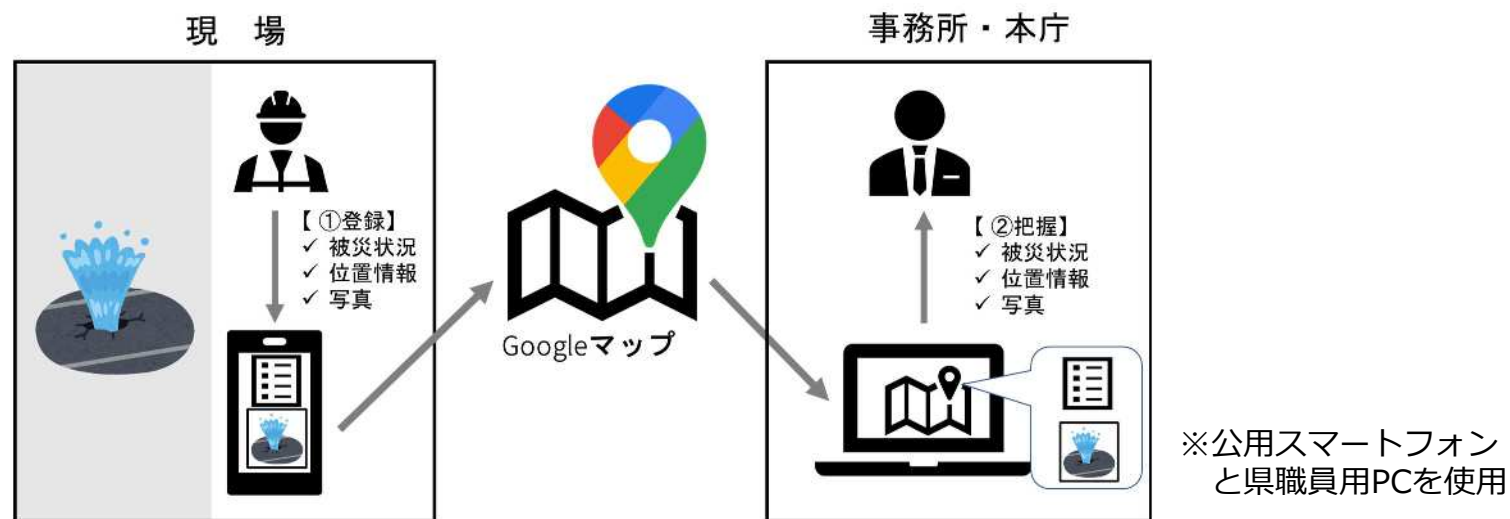 現　場
【 ①登録】
✓ 被災状況
✓ 位置情報
✓ 写真
Googleマップ
事務所・本庁
【 ②把握】
✓ 被災状況
✓ 位置情報
✓ 写真
※公用スマートフォン
と県職員用PCを使用